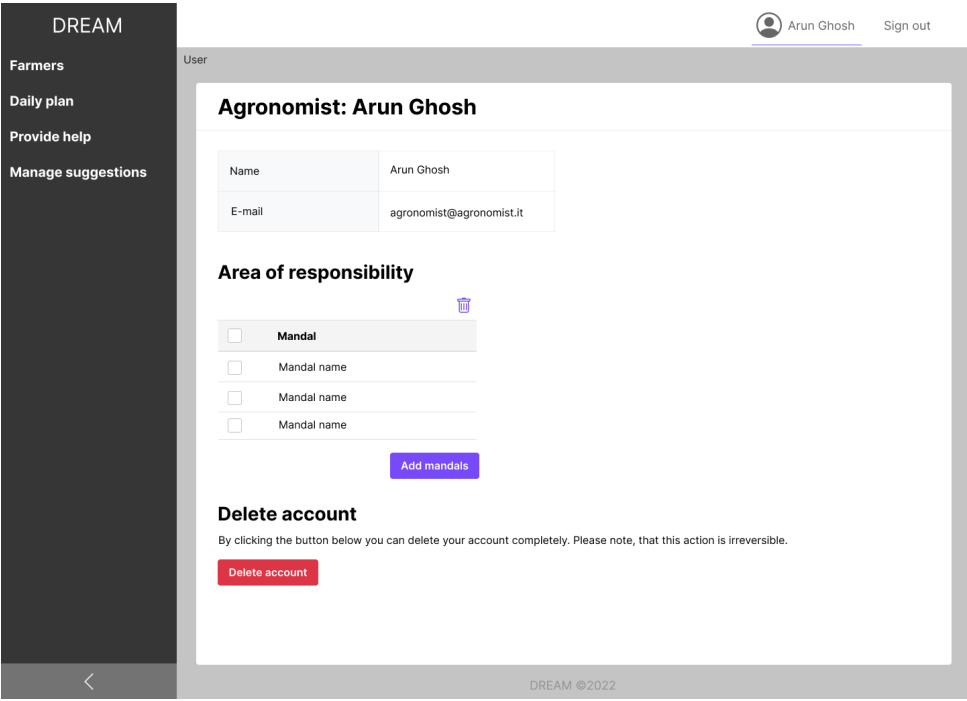 DREAM
Arun Ghosh
Sign out
Farmers
Daily plan
Provide help
Manage suggestions
User
Agronomist: Arun Ghosh
Name
Arun Ghosh
E-mail
agronomist@agronomist.it
Area of responsibility
Mandal
Mandal name
Mandal name
Mandal name
Add mandals
Delete account
By clicking the button below you can delete your account completely. Please note, that this action is irreversible.
Delete account
DREAM ©2022